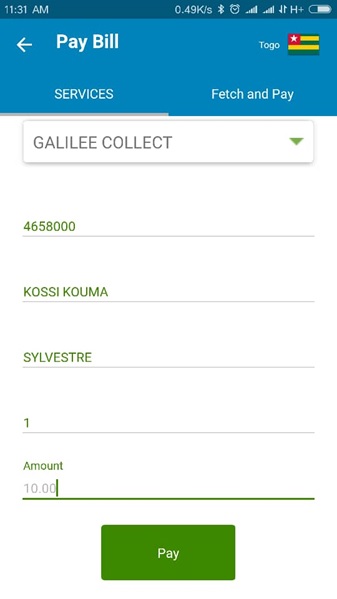 11:31 AM 0.49K/s H+
Pay Bill
Togo
SERVICES Fetch and Pay
GALILEE COLLECT
4658000
KOSSI KOUMA
SYLVESTRE
1
Amount
10.00
Pay